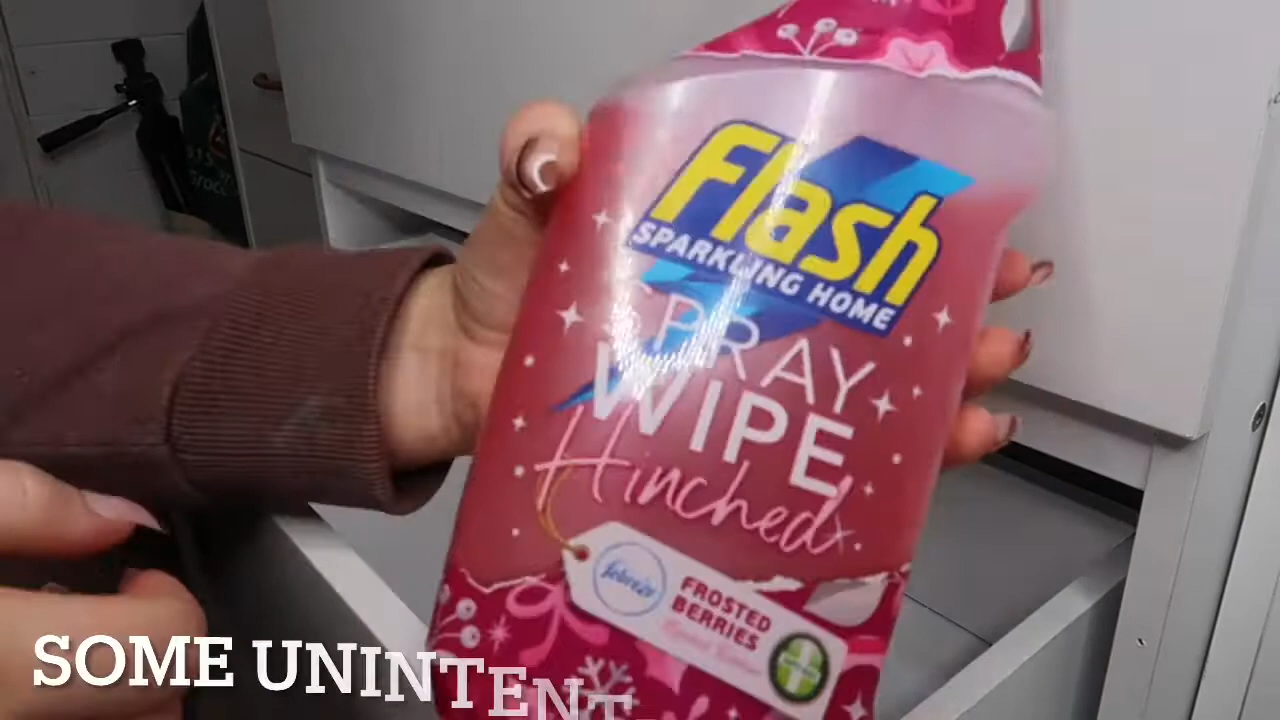 Flash
SPARKLING HOME
SPRAY
WIPE
Hinched x
febreze
FROSTED
BERRIES
SOME UNINTENT-